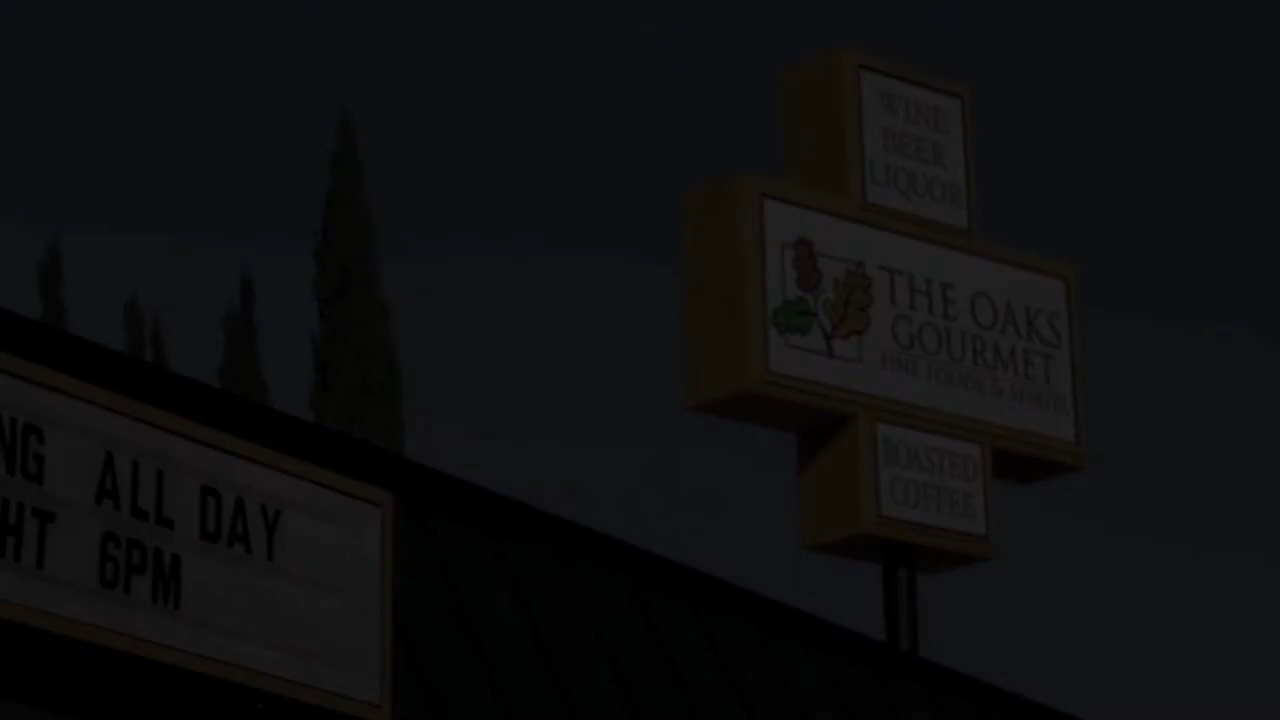 WINE
BEER
LIQUOR
THE OAKS
GOURMET
FINE FOODS & SPIRITS
ROASTED
COFFEE
NG ALL DAY
HT 6PM